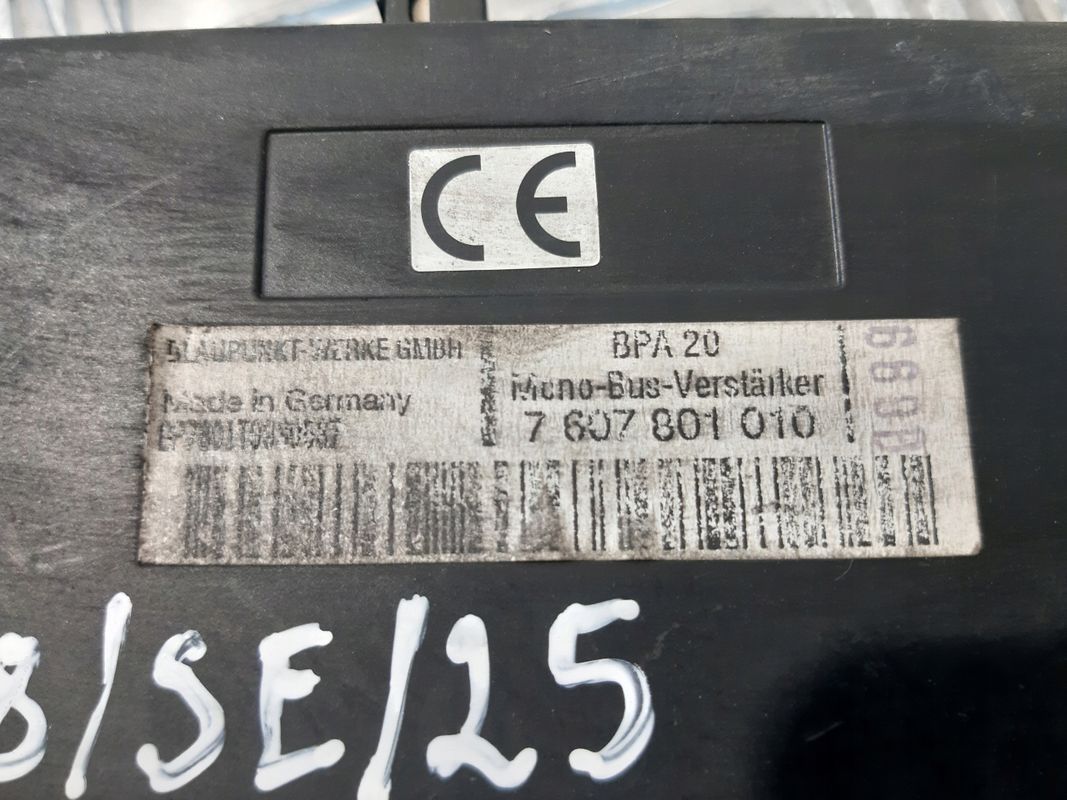 CE
BLAUPUNKT-WERKE GMBH
BPA 20
Made in Germany
Mono-Bus-Verstärker
7 607 801 010
8/SE/25